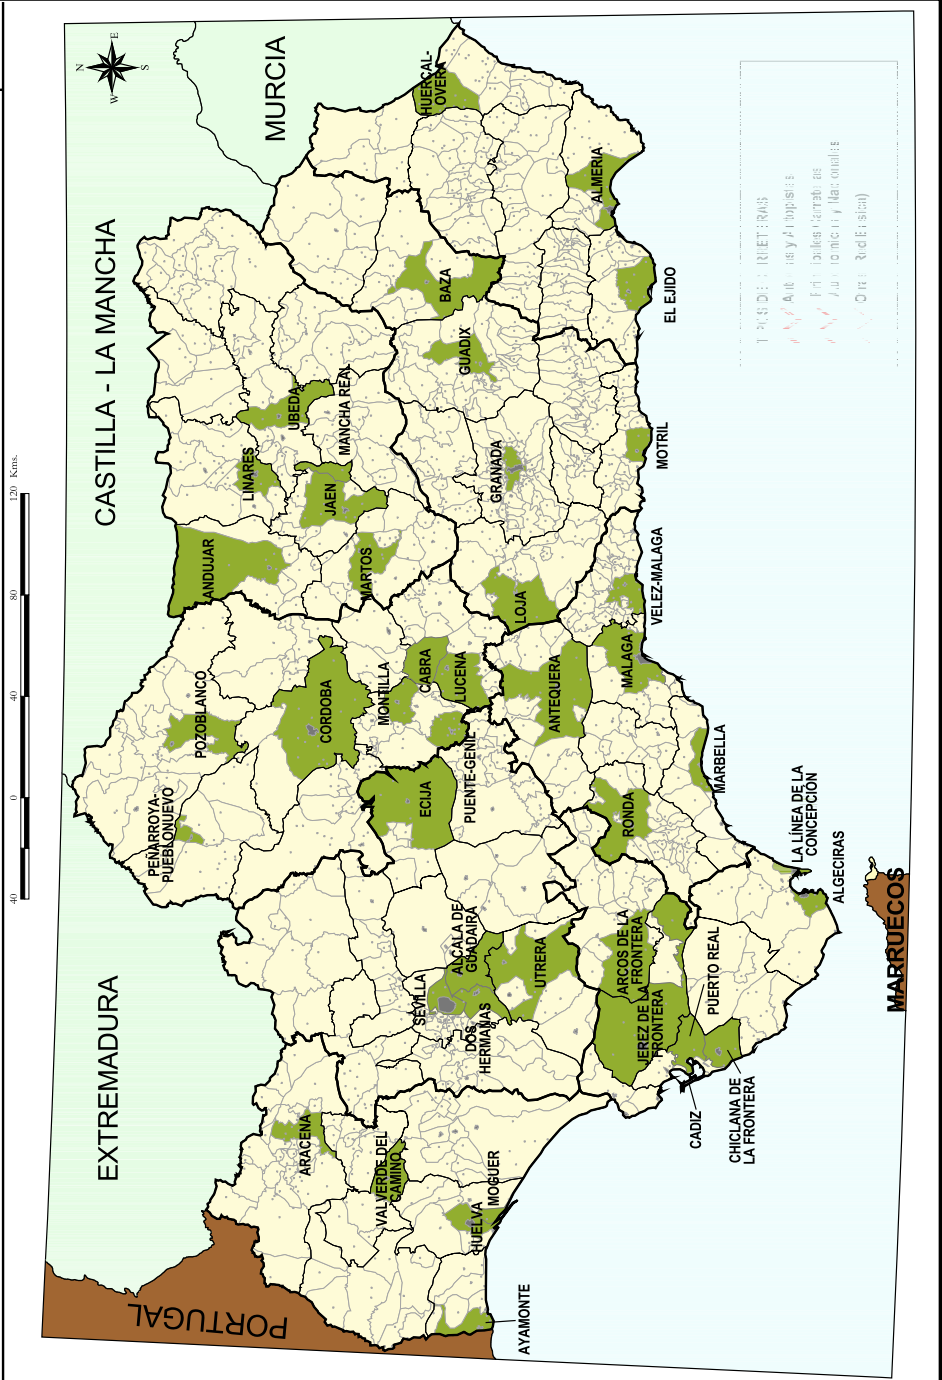 N
E
W
S
MURCIA
CASTILLA - LA MANCHA
EXTREMADURA
PORTUGAL
MARRUECOS
40
0
40
80
120 Kms.
HUERCAL-
OVERA
ALMERIA
EL EJIDO
BAZA
GUADIX
UBEDA
MANCHA REAL
LINARES
JAEN
ANDUJAR
MARTOS
GRANADA
MOTRIL
LOJA
VELEZ-MALAGA
MALAGA
ANTEQUERA
MARBELLA
RONDA
POZOBLANCO
PEÑARROYA-
PUEBLONUEVO
CORDOBA
MONTILLA
CABRA
LUCENA
PUENTE-GENIL
ECIJA
SEVILLA
ALCALA DE
GUADAIRA
DOS
HERMANAS
UTRERA
ARCOS DE LA
FRONTERA
JEREZ DE LA
FRONTERA
PUERTO REAL
CADIZ
CHICLANA DE
LA FRONTERA
LA LÍNEA DE LA
CONCEPCIÓN
ALGECIRAS
ARACENA
VALVERDE DEL
CAMINO
HUELVA
MOGUER
AYAMONTE